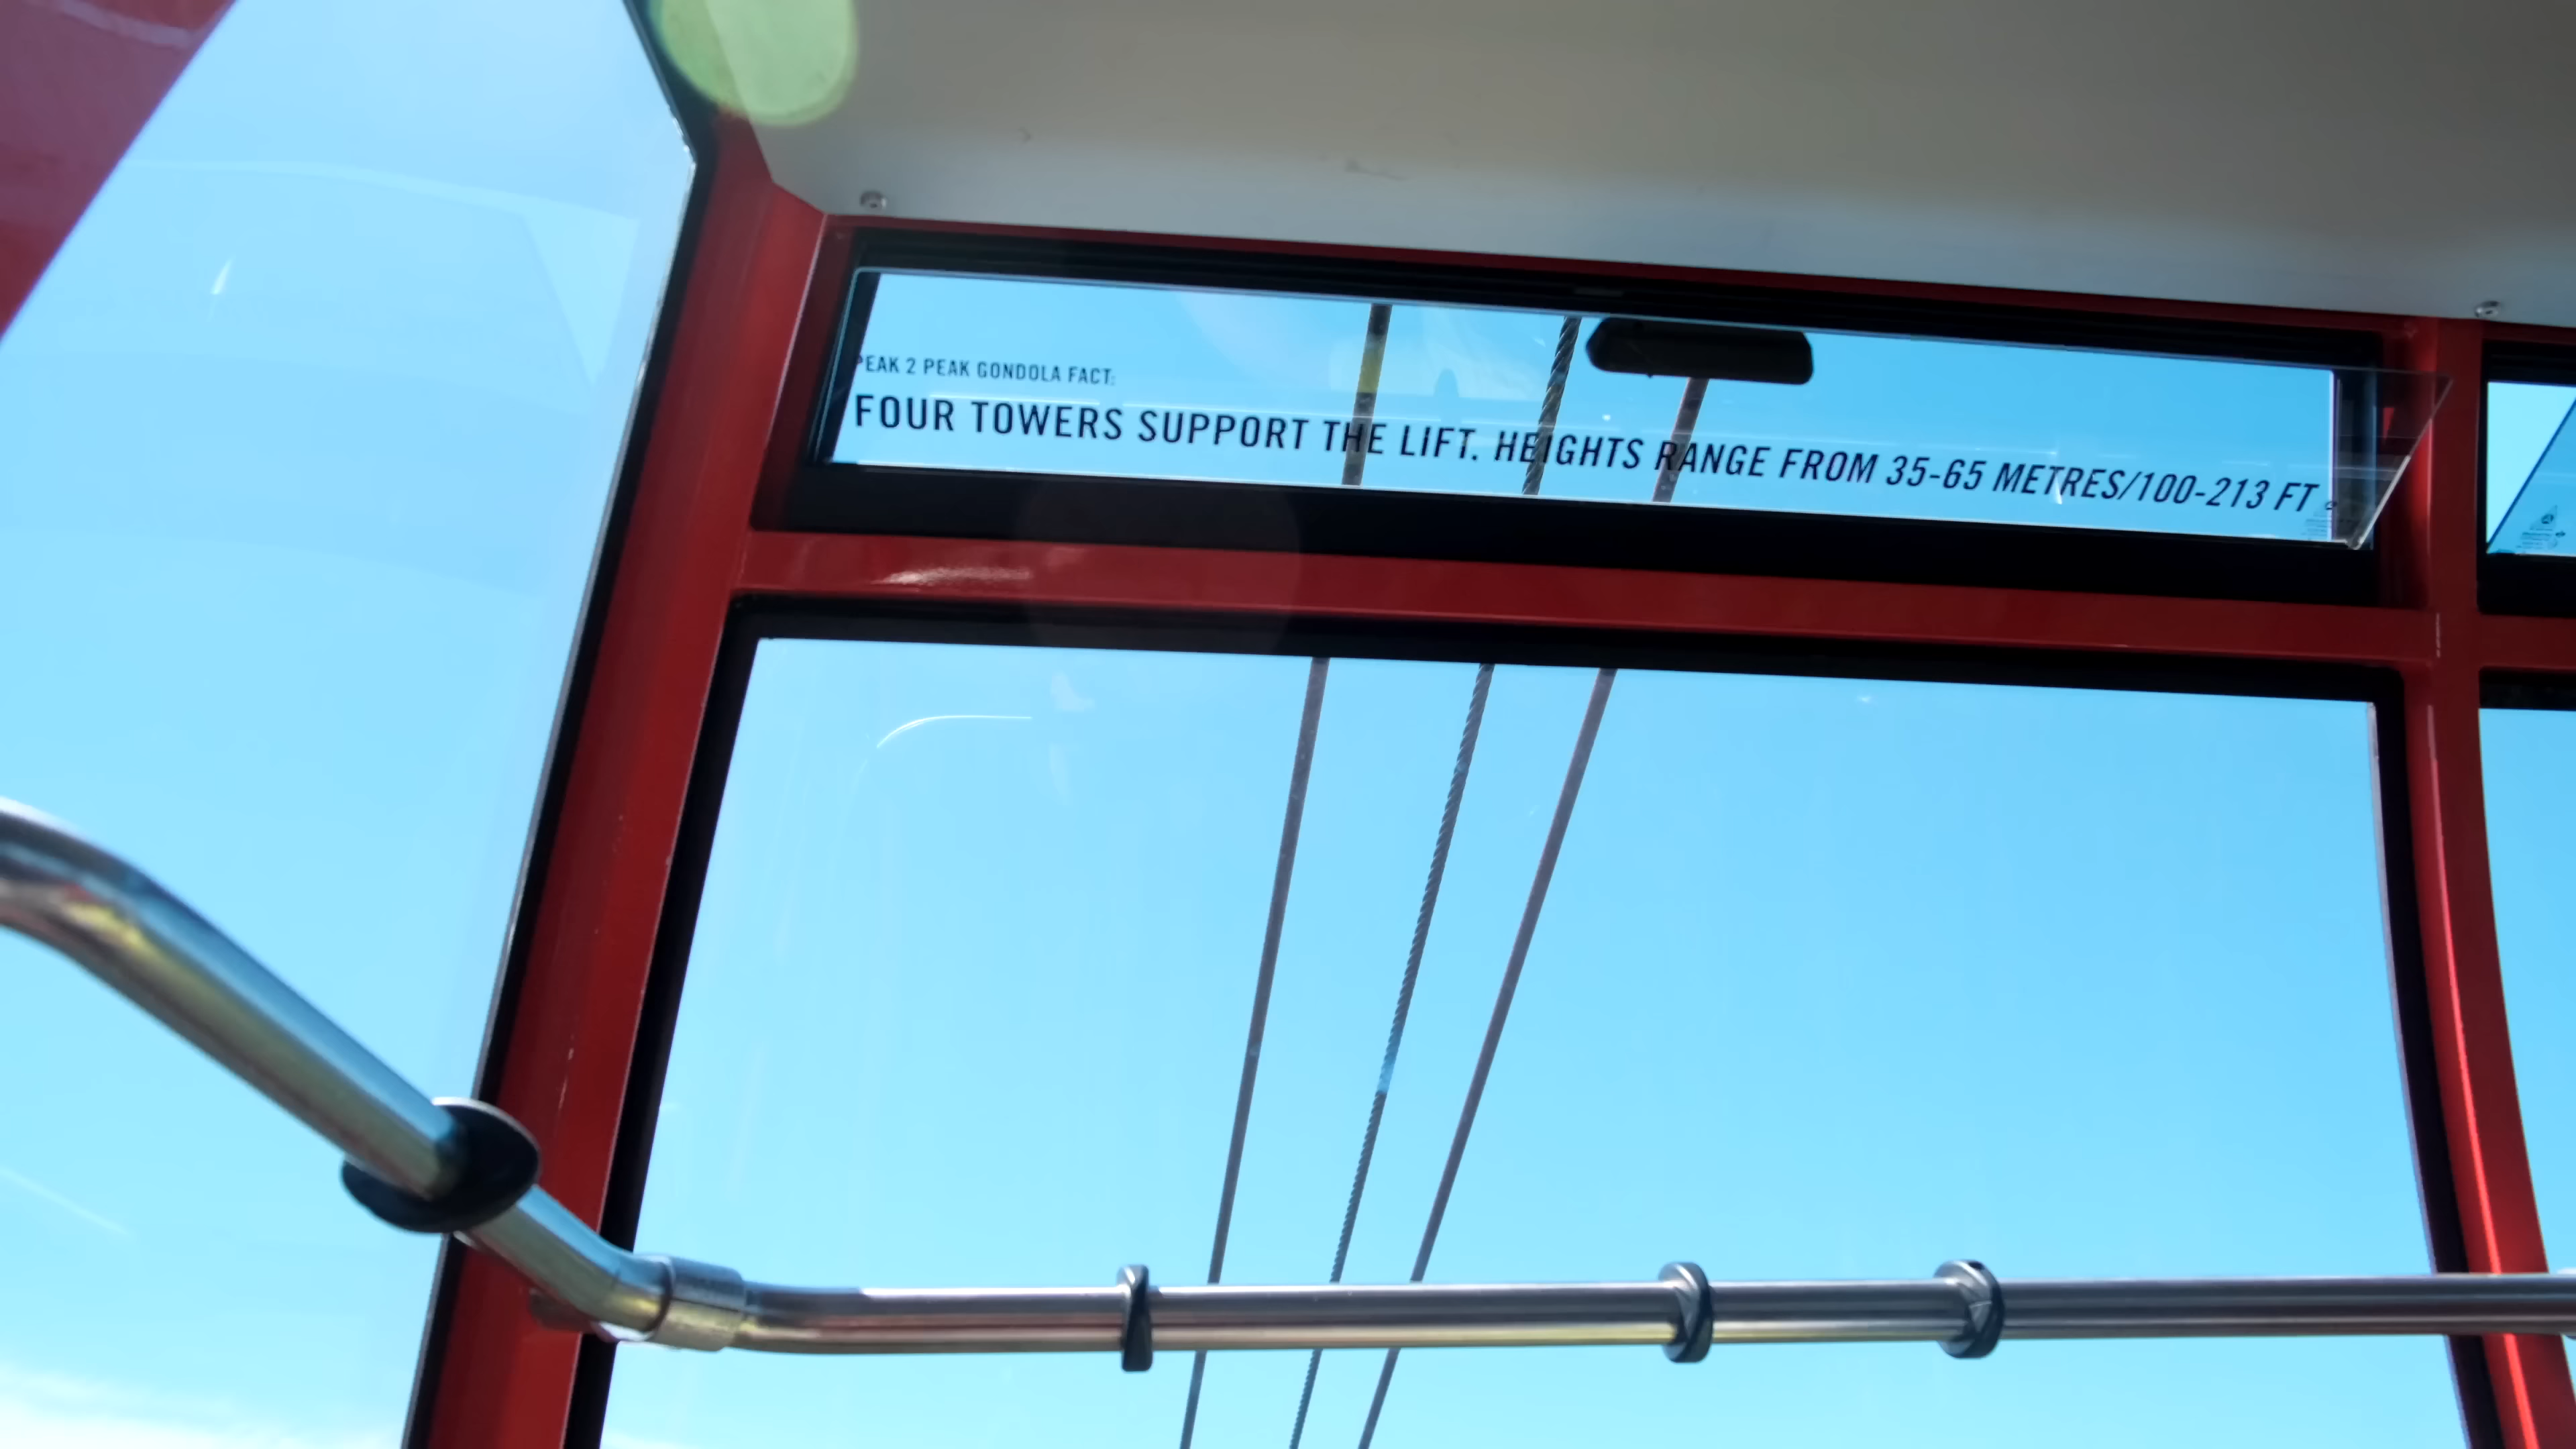 PEAK 2 PEAK GONDOLA FACT:
FOUR TOWERS SUPPORT THE LIFT. HEIGHTS RANGE FROM 35-65 METRES/100-213 FT